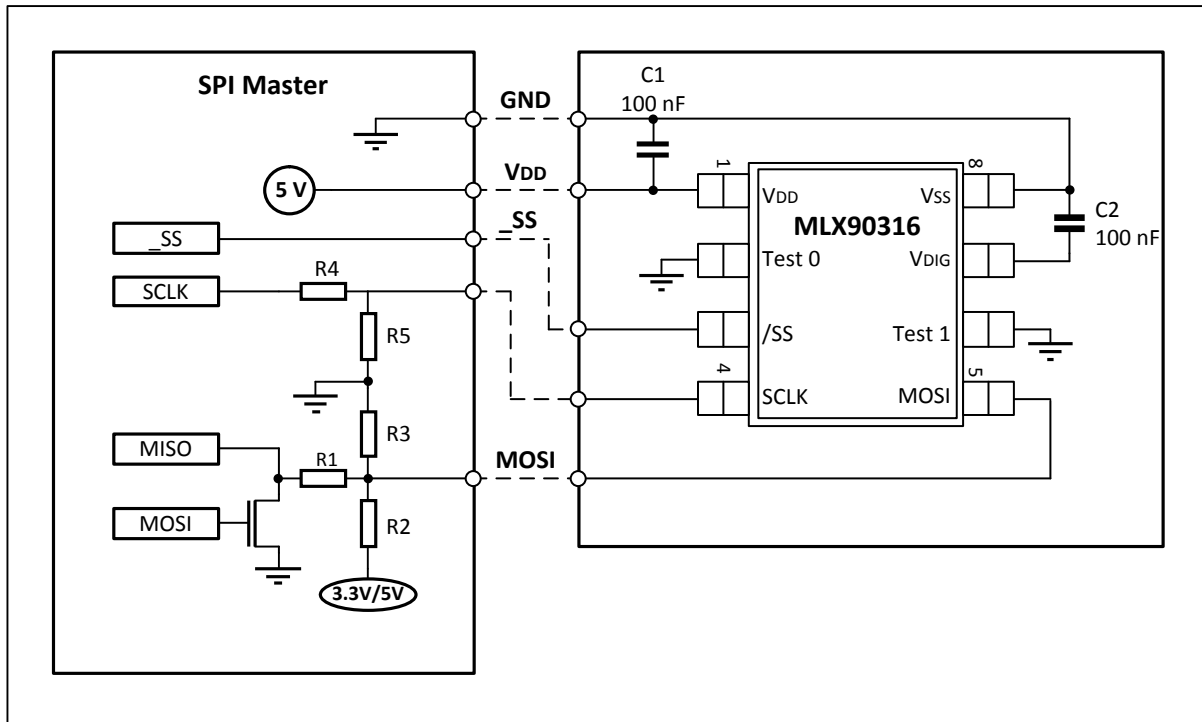 SPI Master
GND
VDD
_SS
MOSI
5 V
_SS
SCLK
R4
R5
R3
MISO
R1
MOSI
R2
3.3V/5V
C1
100 nF
1
8
VDD
VSS
MLX90316
C2
100 nF
Test 0
VDIG
/SS
Test 1
4
5
SCLK
MOSI